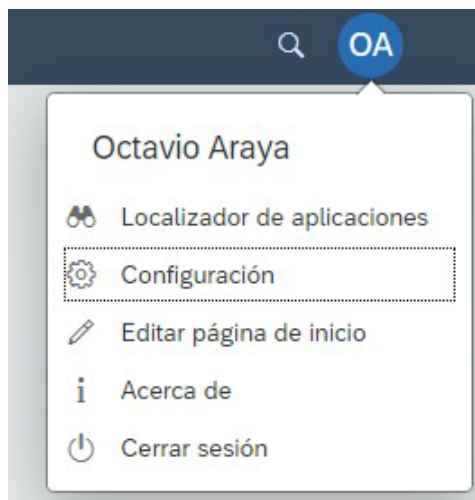 OA
Octavio Araya
Localizador de aplicaciones
Configuración
Editar página de inicio
Acerca de
Cerrar sesión